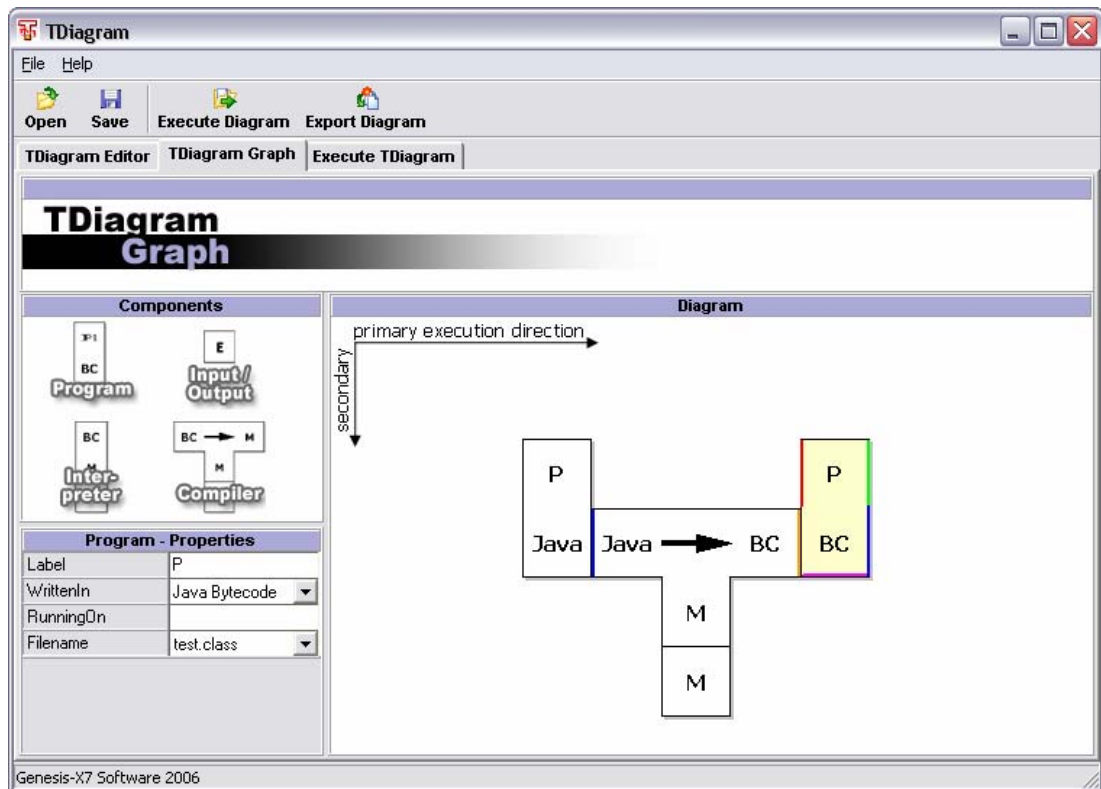 TDiagram
File Help
Open Save Execute Diagram Export Diagram
TDiagram Editor TDiagram Graph Execute TDiagram
TDiagram
Graph
Components
JP1
BC
Program
E
Input/
Output
BC
M
Inter-
preter
BC M
M
Compiler
Program - Properties
Label P
WrittenIn Java Bytecode
RunningOn
Filename test.class
Diagram
primary execution direction
secondary
P P
Java Java BC BC
M
M
Genesis-X7 Software 2006